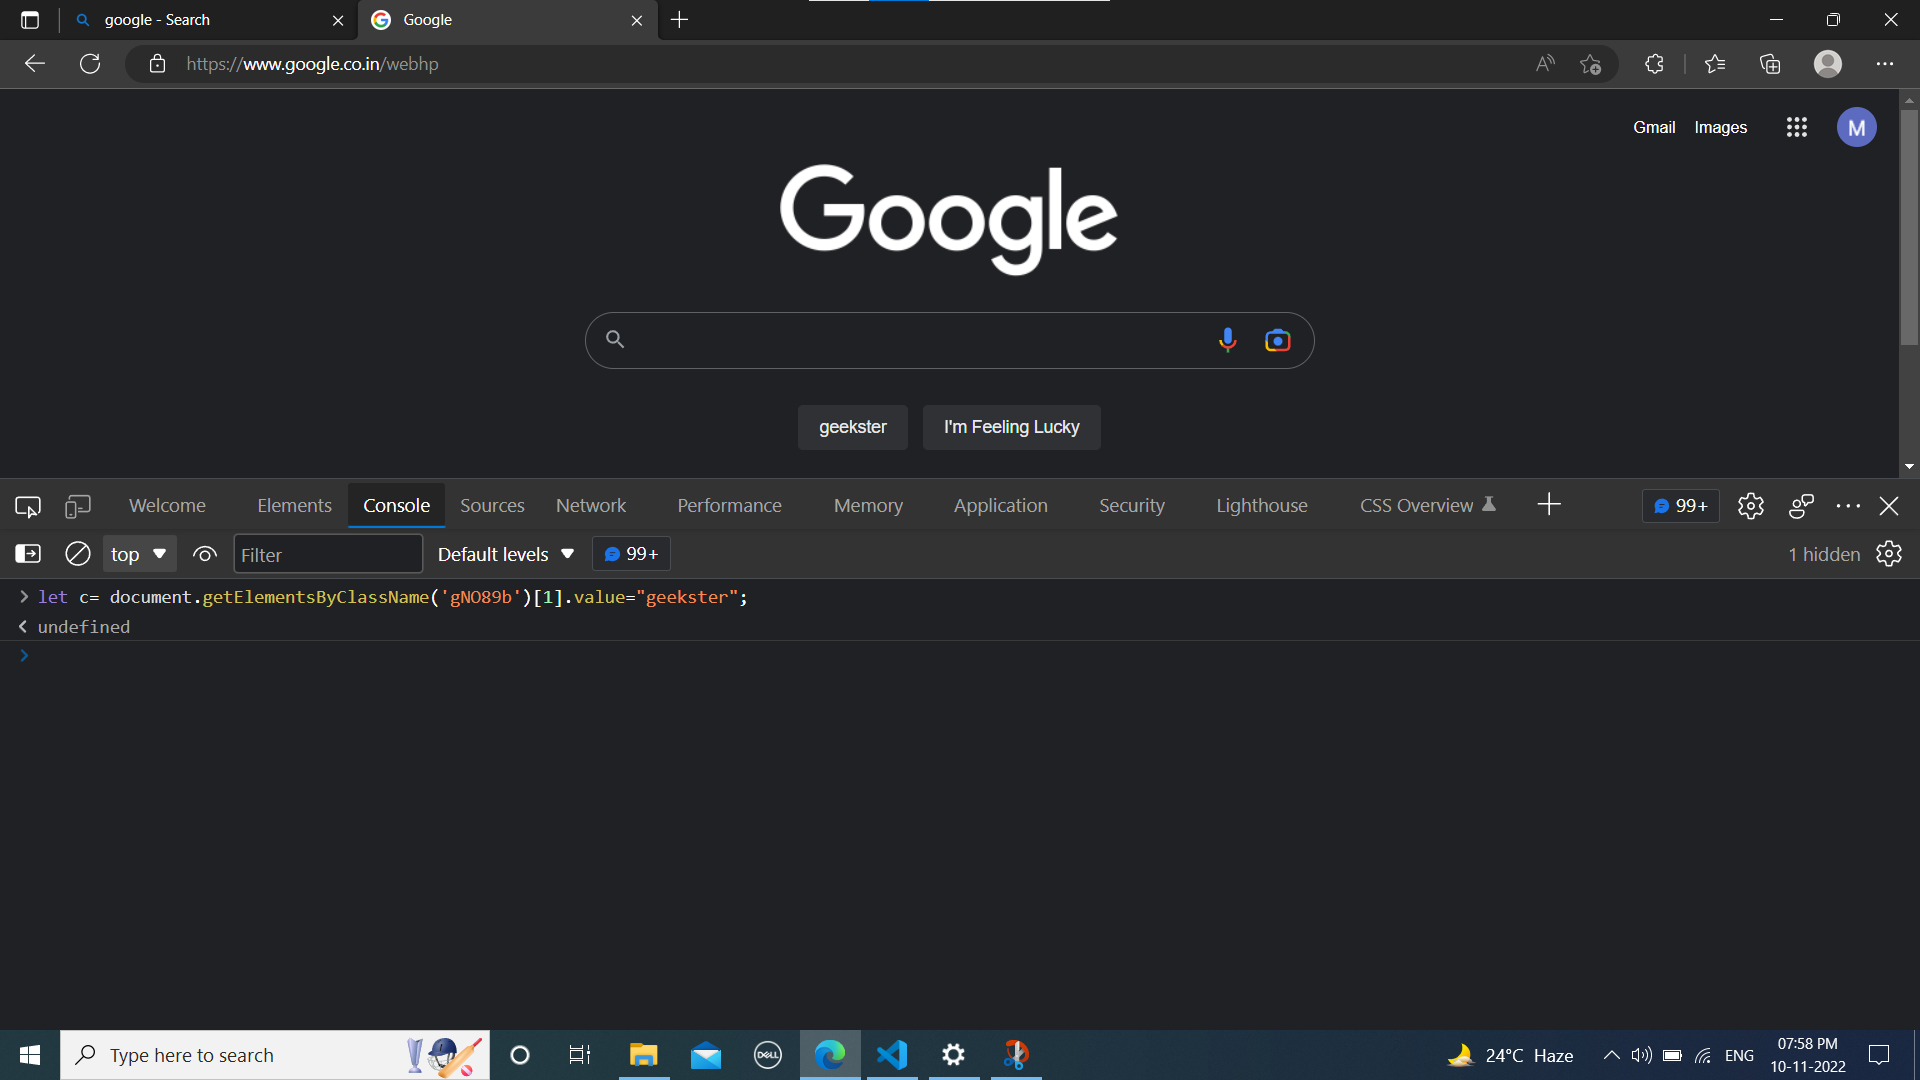 google - Search
Google
https://www.google.co.in/webhp
Gmail Images
M
Google
geekster I'm Feeling Lucky
Welcome Elements Console Sources Network Performance Memory Application Security Lighthouse CSS Overview 99+
top Filter Default levels 99+ 1 hidden
let c= document.getElementsByClassName('gNO89b')[1].value="geekster";
undefined
Type here to search
DELL
24°C Haze
ENG
07:58 PM
10-11-2022